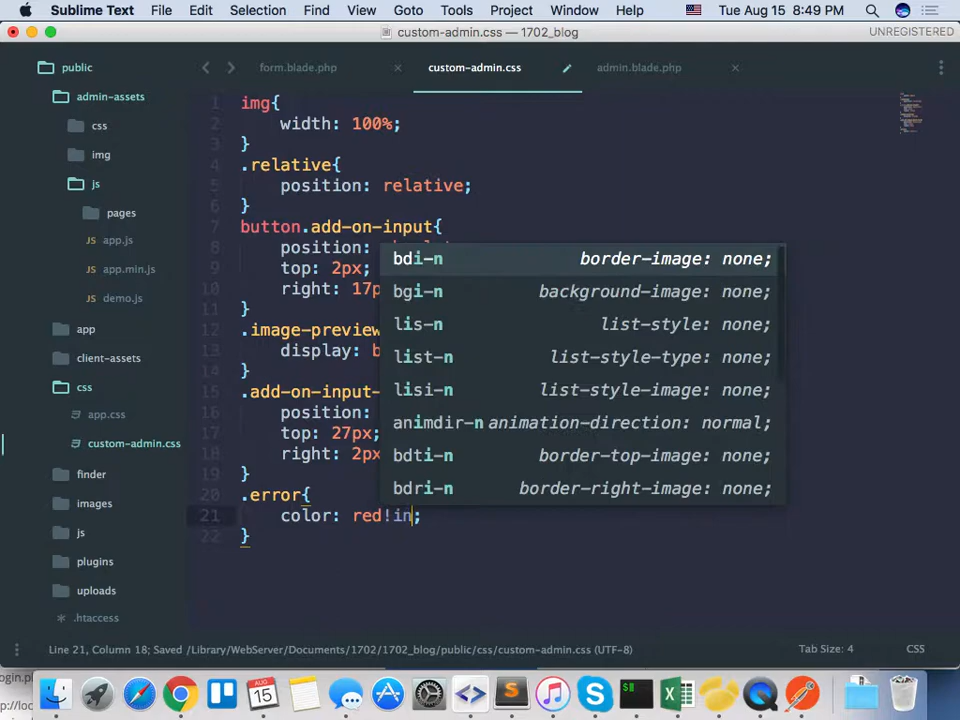 Sublime Text File Edit Selection Find View Goto Tools Project Window Help Tue Aug 15 8:49 PM
custom-admin.css — 1702_blog UNREGISTERED
public
admin-assets
css
img
js
pages
JS app.js
JS app.min.js
JS demo.js
app
client-assets
css
app.css
custom-admin.css
finder
images
js
plugins
uploads
.htaccess
form.blade.php custom-admin.css admin.blade.php
1 img{
2 width: 100%;
3 }
4 .relative{
5 position: relative;
6 }
7 button.add-on-input{
8 position:
9 top: 2px;
10 right: 17p
11 }
12 .image-preview
13 display: b
14 }
15 .add-on-input-
16 position:
17 top: 27px;
18 right: 2px
19 }
20 .error{
21 color: red!in;
22 }
bdi-n border-image: none;
bgi-n background-image: none;
lis-n list-style: none;
list-n list-style-type: none;
lisi-n list-style-image: none;
animdir-n animation-direction: normal;
bdti-n border-top-image: none;
bdri-n border-right-image: none;
Line 21, Column 18; Saved /Library/WebServer/Documents/1702/1702_blog/public/css/custom-admin.css (UTF-8) Tab Size: 4 CSS
ogin.pl
p://loc
AUG
15